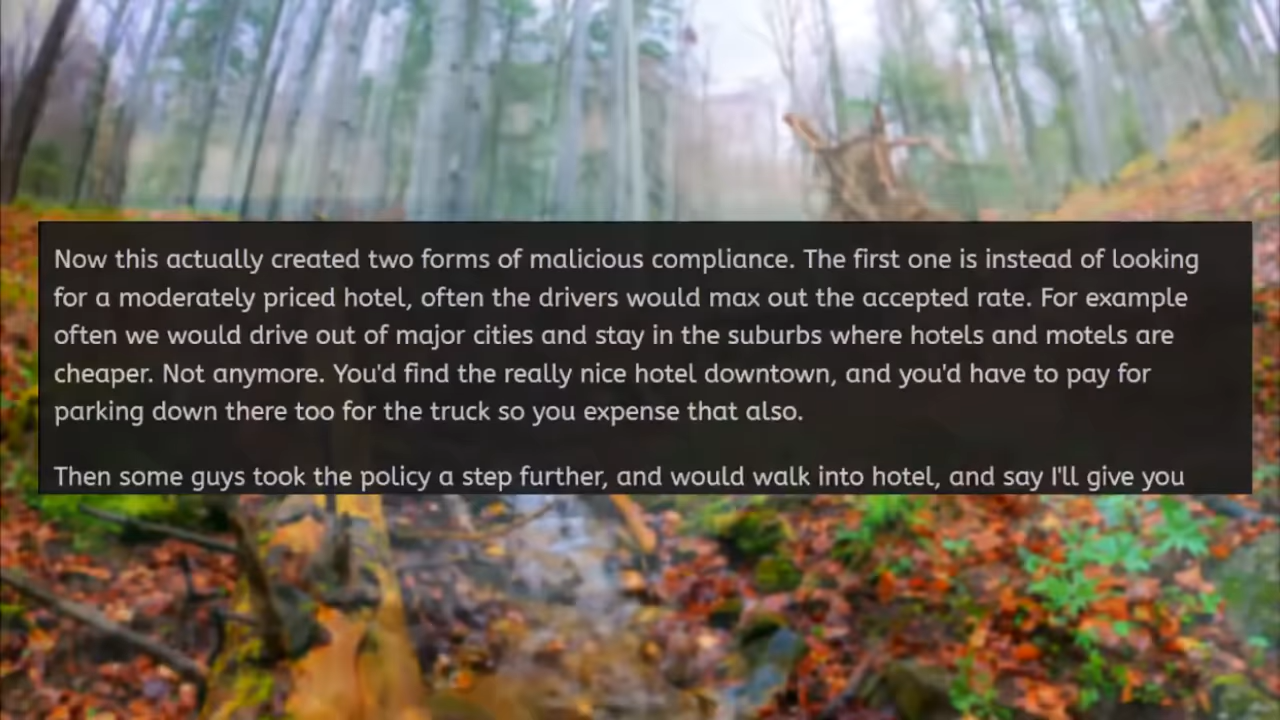 Now this actually created two forms of malicious compliance. The first one is instead of looking
for a moderately priced hotel, often the drivers would max out the accepted rate. For example
often we would drive out of major cities and stay in the suburbs where hotels and motels are
cheaper. Not anymore. You'd find the really nice hotel downtown, and you'd have to pay for
parking down there too for the truck so you expense that also.
Then some guys took the policy a step further, and would walk into hotel, and say I'll give you